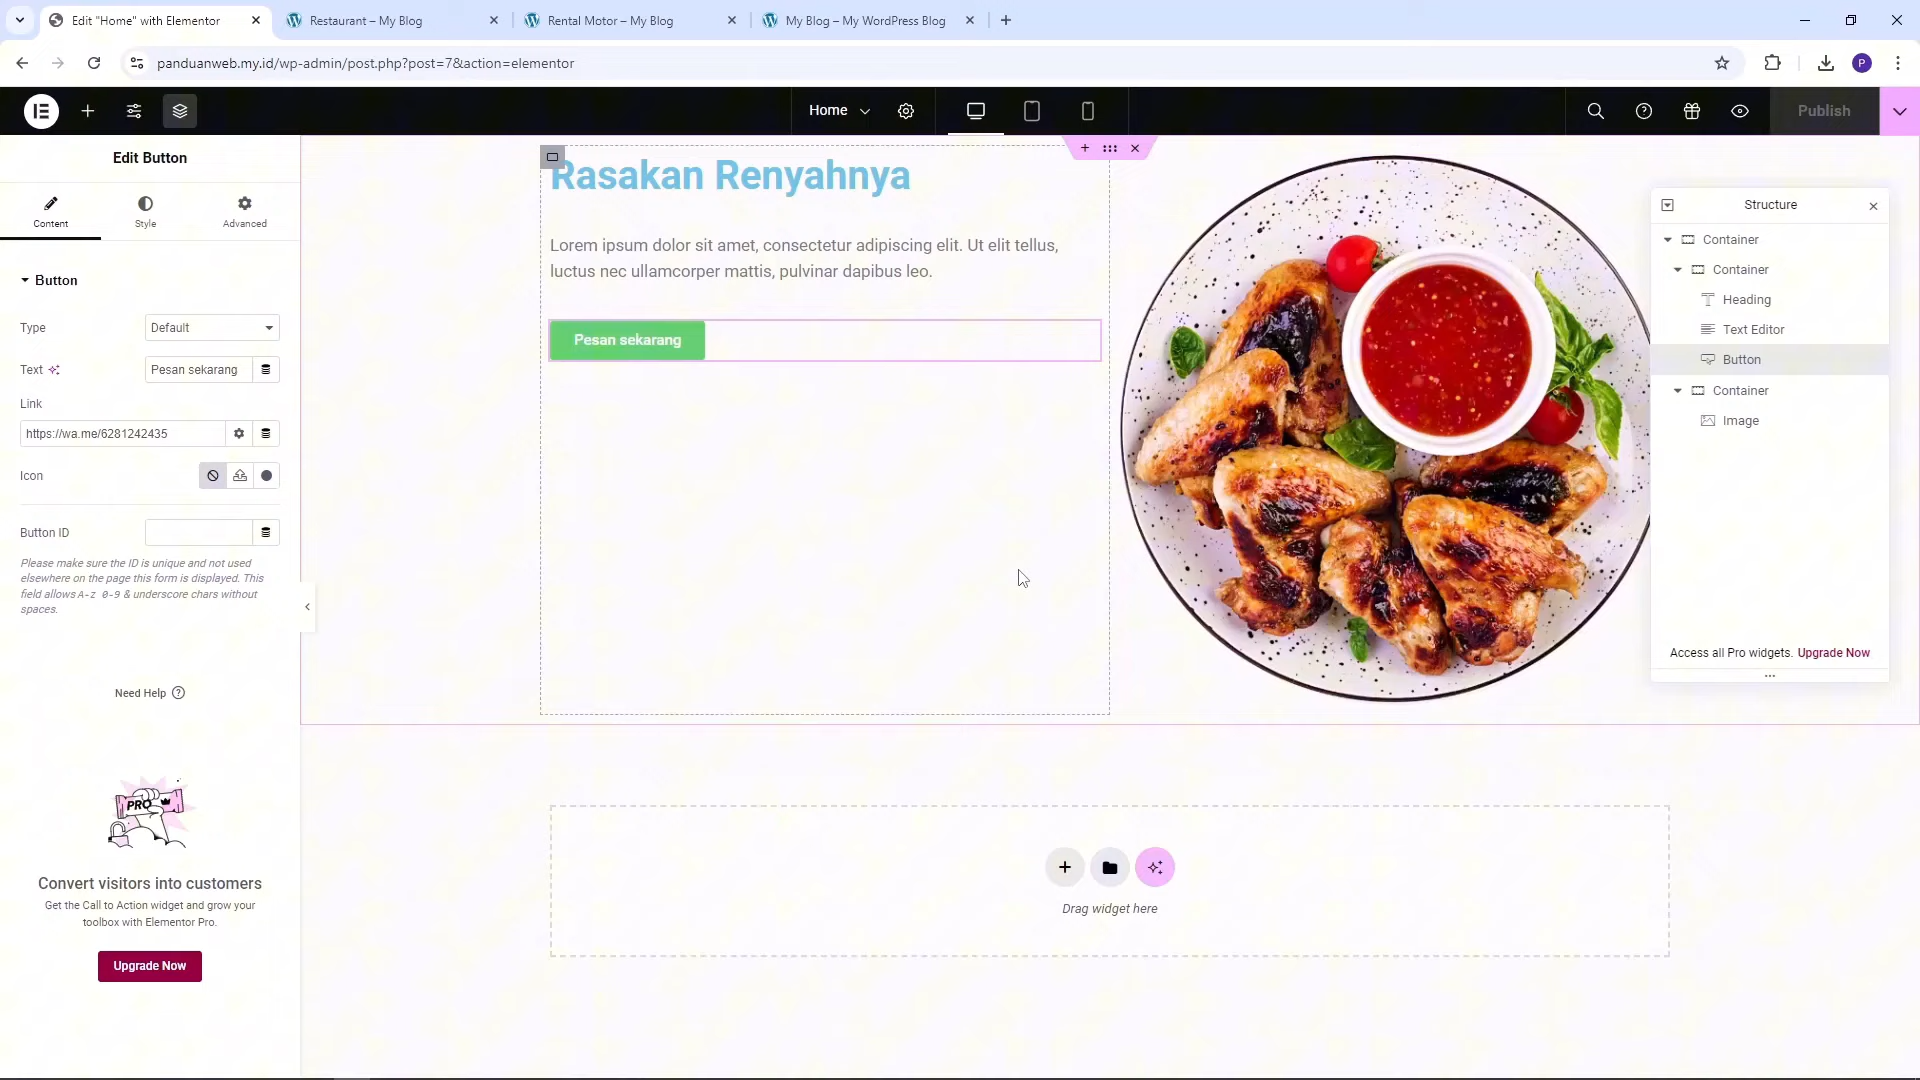 Edit "Home" with Elementor
Restaurant – My Blog
Rental Motor – My Blog
My Blog – My WordPress Blog
panduanweb.my.id/wp-admin/post.php?post=7&action=elementor
P
Home
Publish
Edit Button
Content
Style
Advanced
Button
Type
Default
Text
Pesan sekarang
Link
https://wa.me/6281242435
Icon
Button ID
Please make sure the ID is unique and not used
elsewhere on the page this form is displayed. This
field allows A-z 0-9 & underscore chars without
spaces.
Need Help
PRO
Convert visitors into customers
Get the Call to Action widget and grow your
toolbox with Elementor Pro.
Upgrade Now
Rasakan Renyahnya
Lorem ipsum dolor sit amet, consectetur adipiscing elit. Ut elit tellus,
luctus nec ullamcorper mattis, pulvinar dapibus leo.
Pesan sekarang
Drag widget here
Structure
Container
Container
Heading
Text Editor
Button
Container
Image
Access all Pro widgets. Upgrade Now